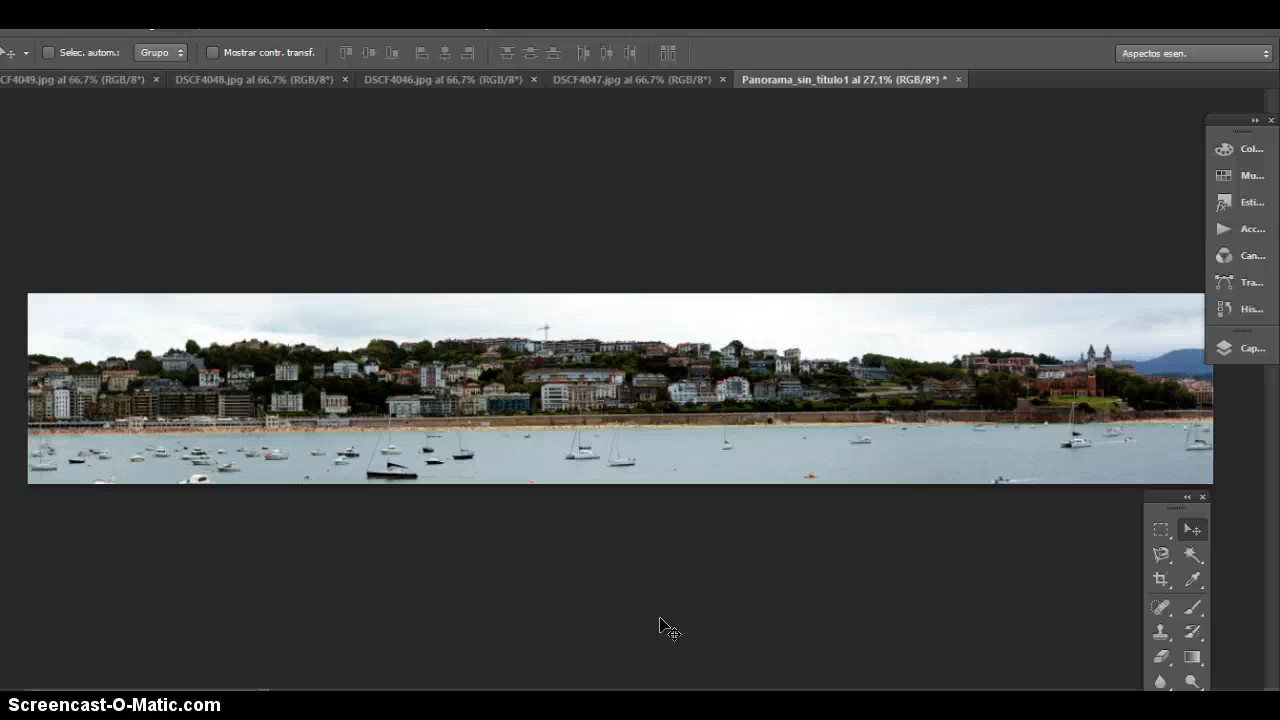 Selec. autom.: Grupo Mostrar contr. transf. Aspectos esen.
CF4049.jpg al 66,7% (RGB/8*) × DSCF4048.jpg al 66,7% (RGB/8*) × DSCF4046.jpg al 66,7% (RGB/8*) × DSCF4047.jpg al 66,7% (RGB/8*) × Panorama_sin_título1 al 27,1% (RGB/8*) * ×
Col...
Mu...
Esti...
Acc...
Can...
Tra...
His...
Cap...
Screencast-O-Matic.com